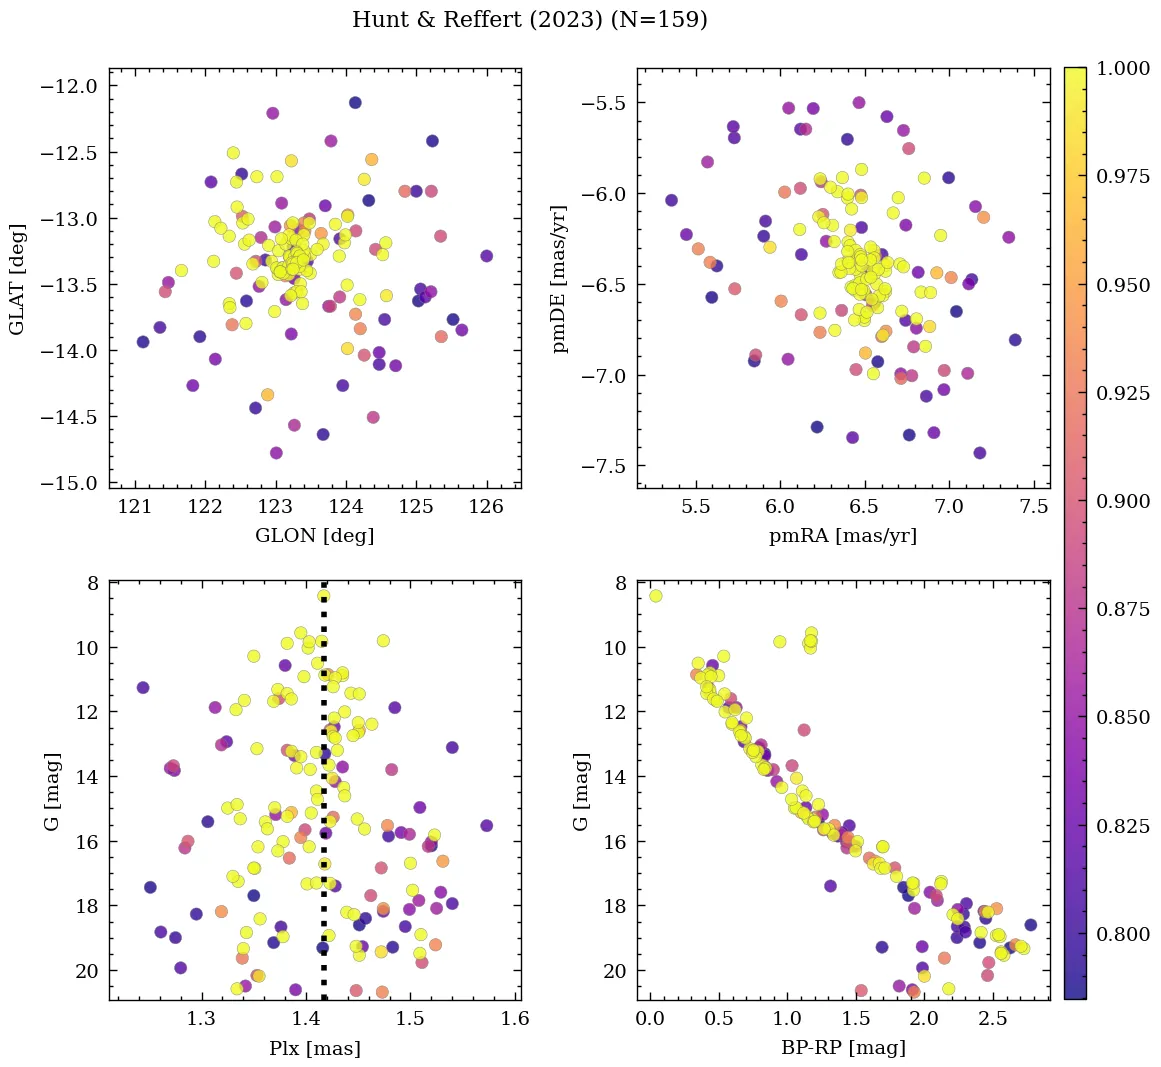 Hunt & Reffert (2023) (N=159)
−12.0
−12.5
−13.0
−13.5
−14.0
−14.5
−15.0
GLAT [deg]
121 122 123 124 125 126
GLON [deg]
−5.5
−6.0
−6.5
−7.0
−7.5
pmDE [mas/yr]
5.5 6.0 6.5 7.0 7.5
pmRA [mas/yr]
8
10
12
14
16
18
20
G [mag]
1.3 1.4 1.5 1.6
Plx [mas]
8
10
12
14
16
18
20
G [mag]
0.0 0.5 1.0 1.5 2.0 2.5
BP-RP [mag]
1.000
0.975
0.950
0.925
0.900
0.875
0.850
0.825
0.800